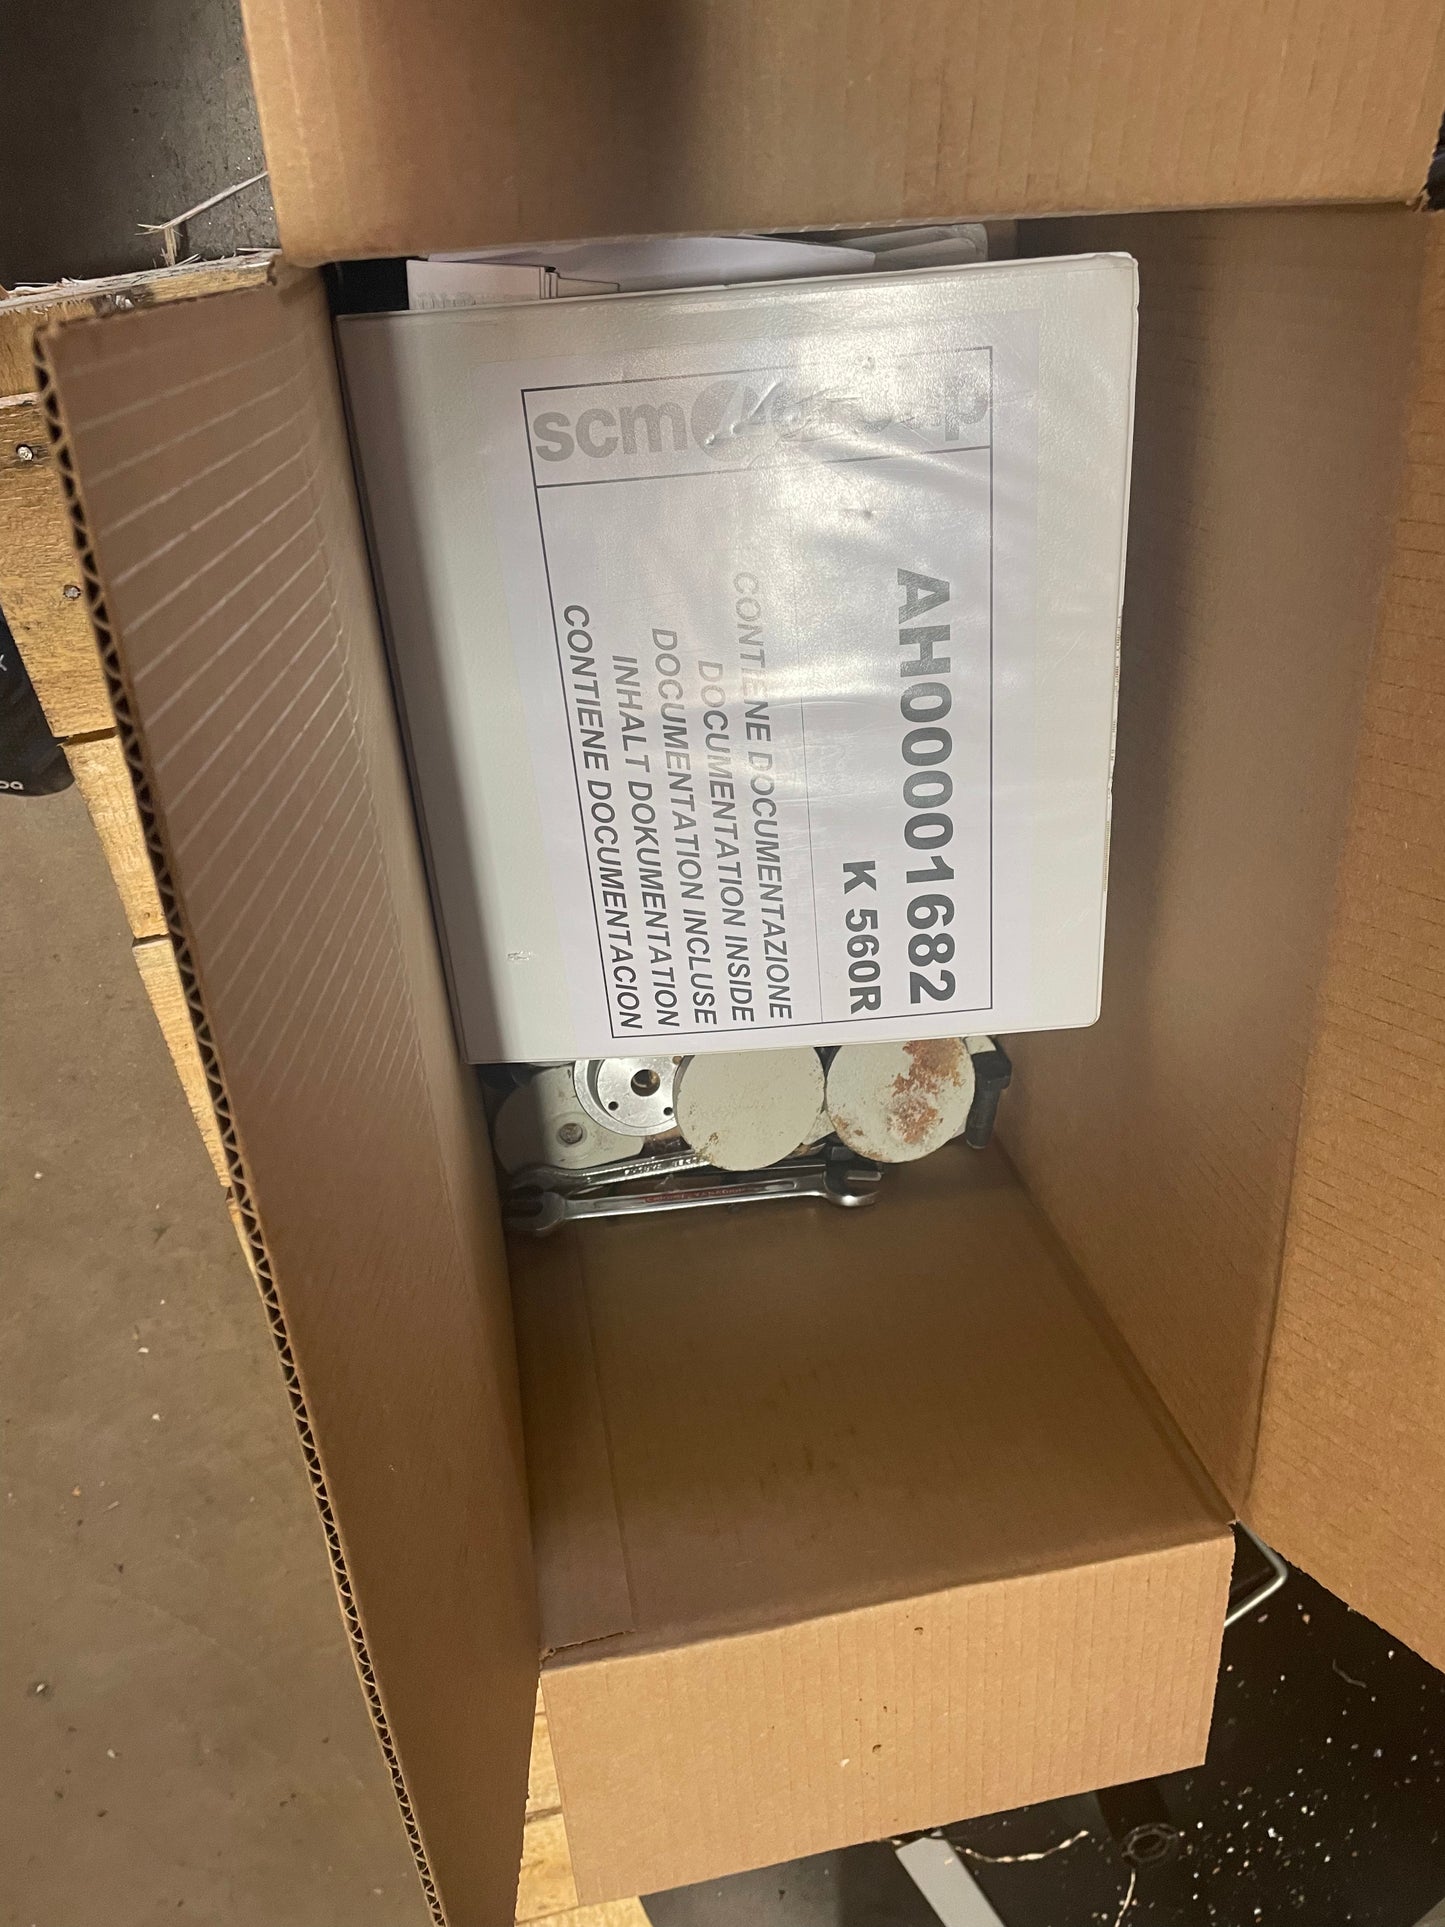 scm group
AH00001682
K 560R
CONTIENE DOCUMENTAZIONE
DOCUMENTATION INSIDE
DOCUMENTATION INCLUSE
INHALT DOKUMENTATION
CONTIENE DOCUMENTACION